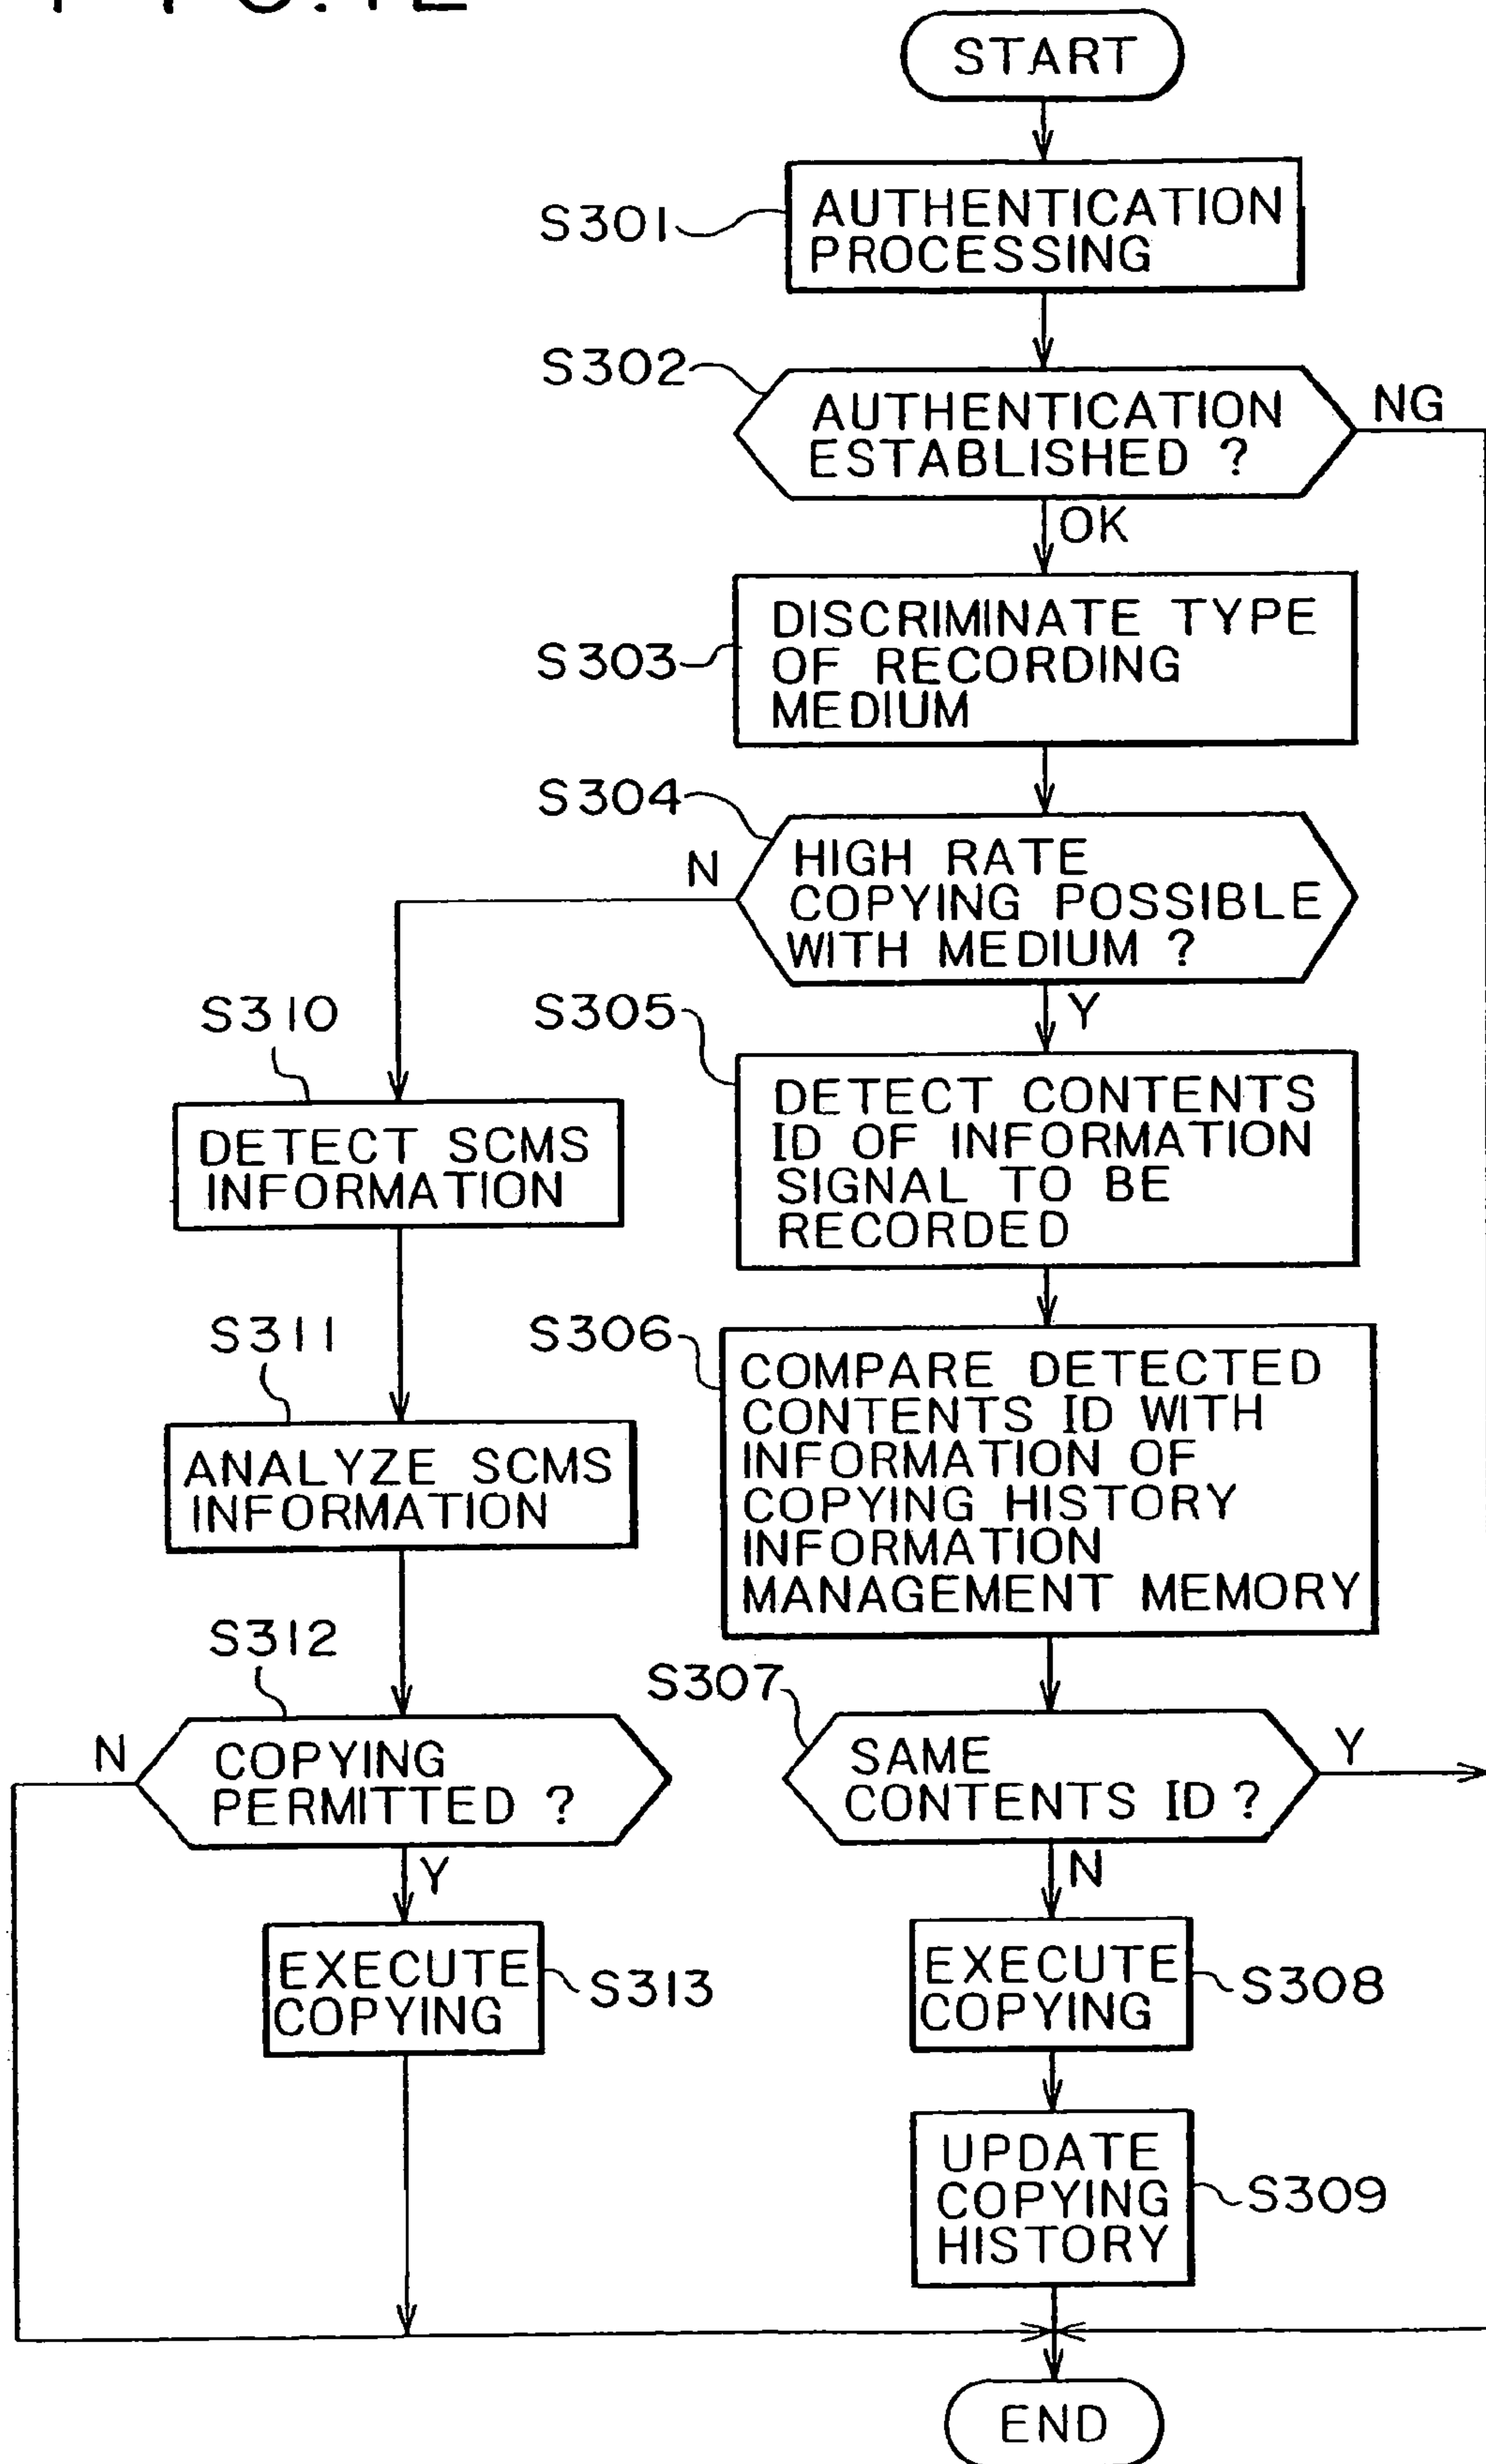 START
S301
AUTHENTICATION
PROCESSING
S302
AUTHENTICATION
ESTABLISHED ?
NG
OK
S303
DISCRIMINATE TYPE
OF RECORDING
MEDIUM
S304
HIGH RATE
COPYING POSSIBLE
WITH MEDIUM ?
N
Y
S310
DETECT SCMS
INFORMATION
S305
DETECT CONTENTS
ID OF INFORMATION
SIGNAL TO BE
RECORDED
S311
ANALYZE SCMS
INFORMATION
S306
COMPARE DETECTED
CONTENTS ID WITH
INFORMATION OF
COPYING HISTORY
INFORMATION
MANAGEMENT MEMORY
S312
N
COPYING
PERMITTED ?
Y
S307
SAME
CONTENTS ID ?
Y
N
EXECUTE
COPYING
S313
EXECUTE
COPYING
S308
UPDATE
COPYING
HISTORY
S309
END